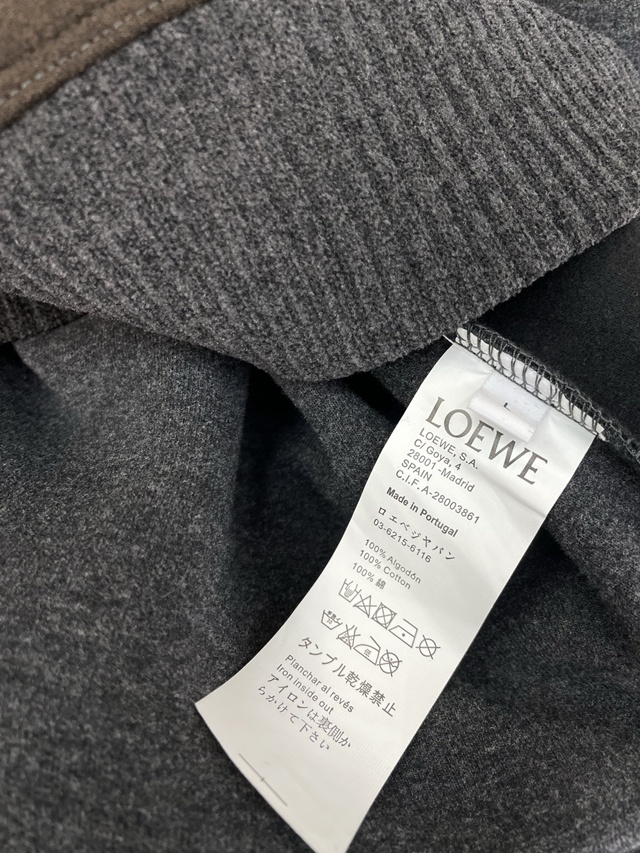 L
LOEWE
LOEWE, S.A.
C/ Goya, 4
28001 -Madrid
SPAIN
C.I.F. A-28003861
Made in Portugal
ロエベジャパン
03-6215-6116
100% Algodón
100% Cotton
100% 綿
タンブル乾燥禁止
Planchar al revés
Iron inside out
アイロンは裏側か
らかけて下さい